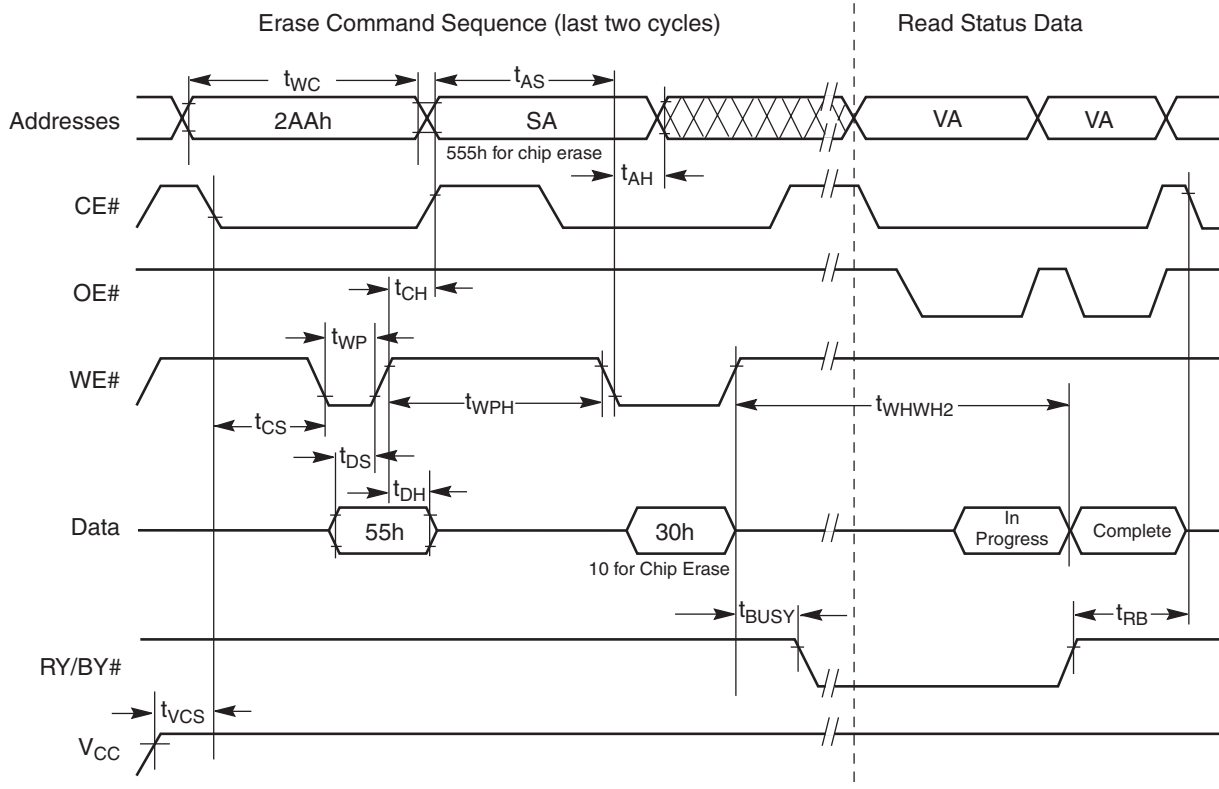 Erase Command Sequence (last two cycles)
Read Status Data
tWC
tAS
Addresses
2AAh
SA
VA
VA
555h for chip erase
tAH
CE#
OE#
tCH
tWP
WE#
tWPH
tWHWH2
tCS
tDS
tDH
Data
55h
30h
In
Progress
Complete
10 for Chip Erase
tBUSY
tRB
RY/BY#
tVCS
VCC